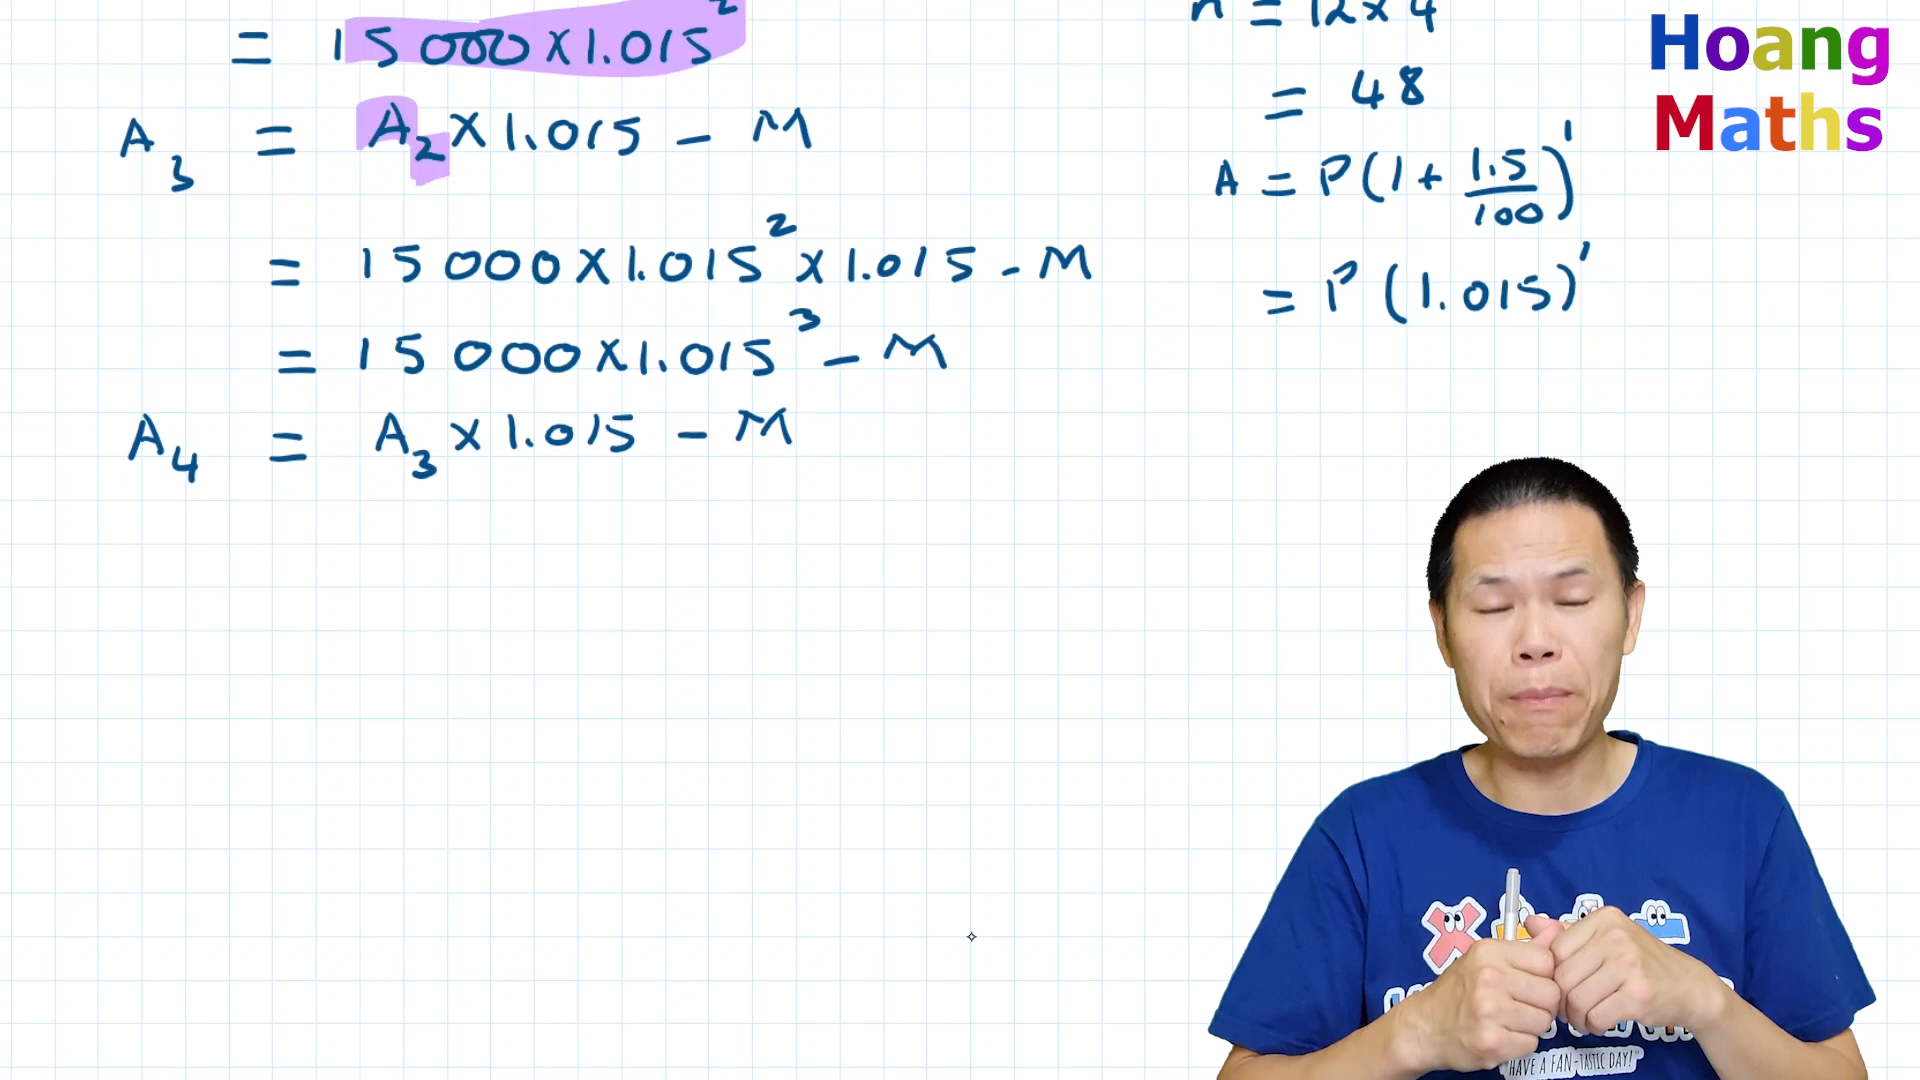 = 15 000 × 1.015²
A₃ = A₂ × 1.015 – M
= 15 000 × 1.015² × 1.015 – M
= 15 000 × 1.015³ – M
A₄ = A₃ × 1.015 – M
n = 12 × 4
= 48
A = P(1 + 1.5/100)¹
= P(1.015)¹
Hoang
Maths
HAVE A FAN-TASTIC DAY!